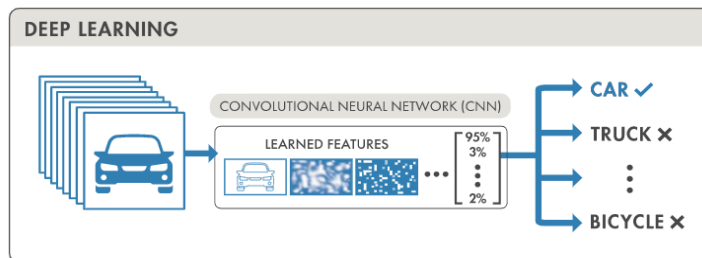 DEEP LEARNING
CONVOLUTIONAL NEURAL NETWORK (CNN)
LEARNED FEATURES
95%
3%
2%
CAR ✓
TRUCK ✕
BICYCLE ✕